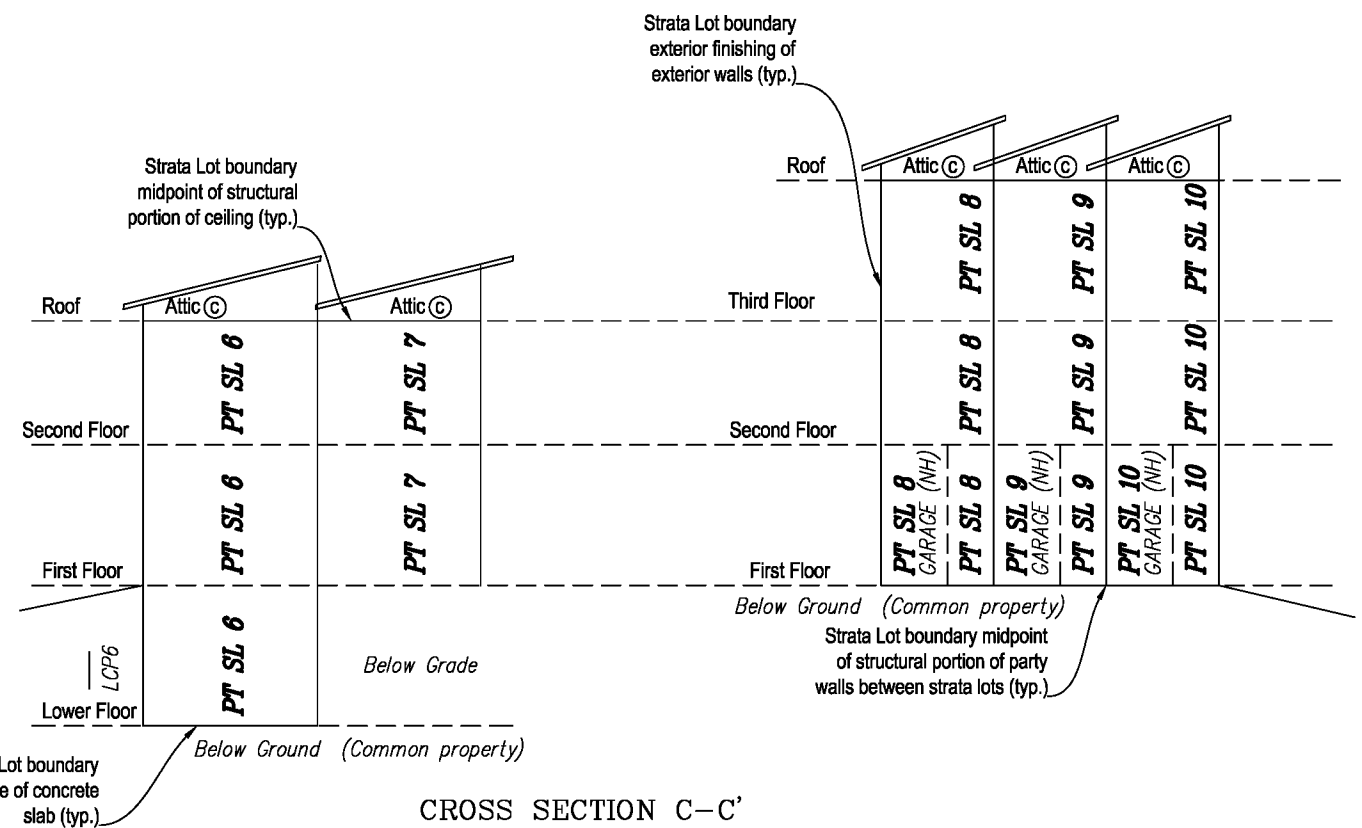 Strata Lot boundary
exterior finishing of
exterior walls (typ.)
Strata Lot boundary
midpoint of structural
portion of ceiling (typ.)
Roof
Attic C
Attic C
Attic C
Roof
Attic C
Attic C
PT SL 8
PT SL 9
PT SL 10
Third Floor
PT SL 6
PT SL 7
PT SL 8
PT SL 9
PT SL 10
Second Floor
Second Floor
PT SL 6
PT SL 7
PT SL 8
GARAGE (NH)
PT SL 8
PT SL 9
GARAGE (NH)
PT SL 9
PT SL 10
GARAGE (NH)
PT SL 10
First Floor
First Floor
Below Ground (Common property)
LCP6
PT SL 6
Below Grade
Strata Lot boundary midpoint
of structural portion of party
walls between strata lots (typ.)
Lower Floor
Below Ground (Common property)
Lot boundary
of concrete
slab (typ.)
CROSS SECTION C-C'